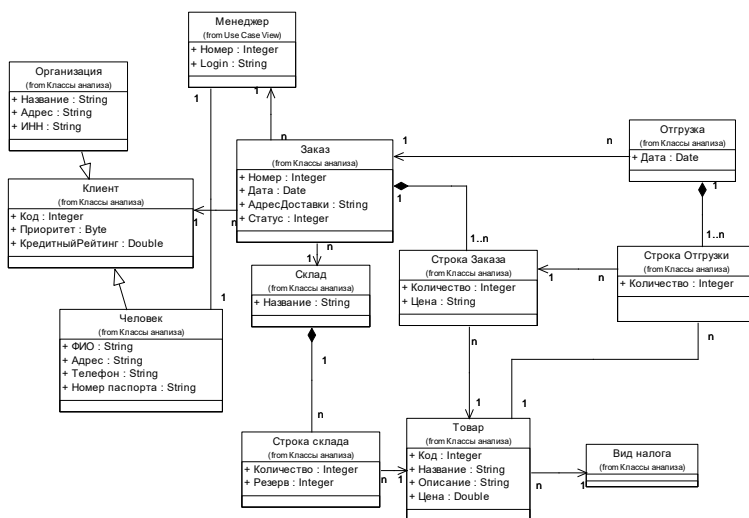 Менеджер
(from Use Case View)
+ Номер : Integer
+ Login : String
Организация
(from Классы анализа)
+ Название : String
+ Адрес : String
+ ИНН : String
1
1
n
Заказ
(from Классы анализа)
+ Номер : Integer
+ Дата : Date
+ АдресДоставки : String
+ Статус : Integer
1
n
Отгрузка
(from Классы анализа)
+ Дата : Date
Клиент
(from Классы анализа)
+ Код : Integer
+ Приоритет : Byte
+ КредитныйРейтинг : Double
1
n
1
1
n
1
1..n
1..n
Склад
(from Классы анализа)
+ Название : String
Строка Заказа
(from Классы анализа)
+ Количество : Integer
+ Цена : String
1
n
Строка Отгрузки
(from Классы анализа)
+ Количество : Integer
1
Человек
(from Классы анализа)
+ ФИО : String
+ Адрес : String
+ Телефон : String
+ Номер паспорта : String
1
n
n
n
1
1
Строка склада
(from Классы анализа)
+ Количество : Integer
+ Резерв : Integer
n
1
Товар
(from Классы анализа)
+ Код : Integer
+ Название : String
+ Описание : String
+ Цена : Double
n
1
Вид налога
(from Классы анализа)